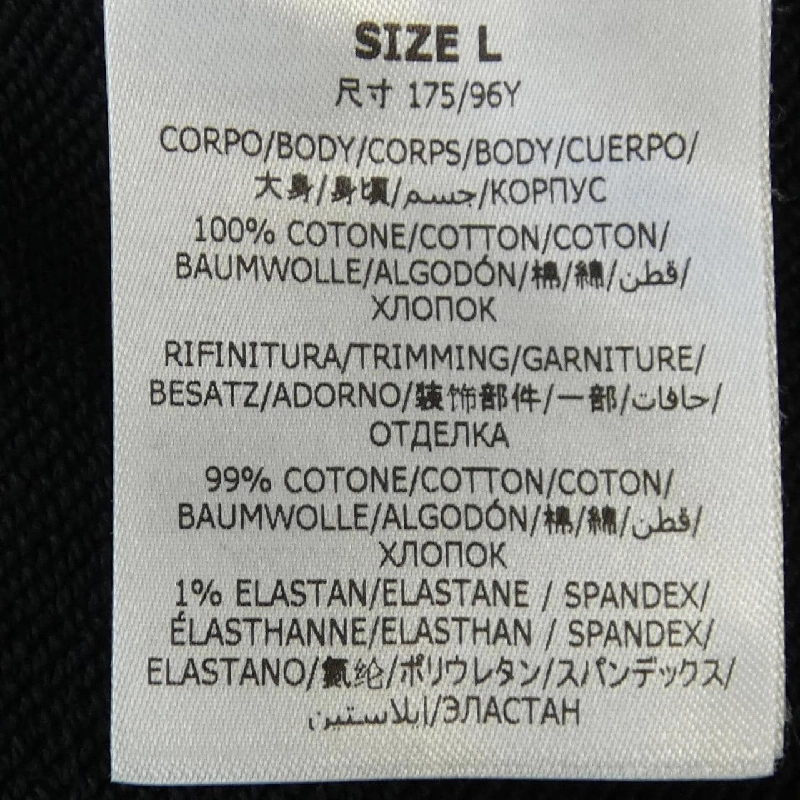 SIZE L
尺寸 175/96Y
CORPO/BODY/CORPS/BODY/CUERPO/
大身/身頃/جسم/КОРПУС
100% COTONE/COTTON/COTON/
BAUMWOLLE/ALGODÓN/棉/綿/قطن/
ХЛОПОК
RIFINITURA/TRIMMING/GARNITURE/
BESATZ/ADORNO/装饰部件/一部/حافات/
ОТДЕЛКА
99% COTONE/COTTON/COTON/
BAUMWOLLE/ALGODÓN/棉/綿/قطن/
ХЛОПОК
1% ELASTAN/ELASTANE / SPANDEX/
ÉLASTHANNE/ELASTHAN / SPANDEX/
ELASTANO/氨纶/ポリウレタン/スパンデックス/
إيلاستين/ЭЛАСТАН